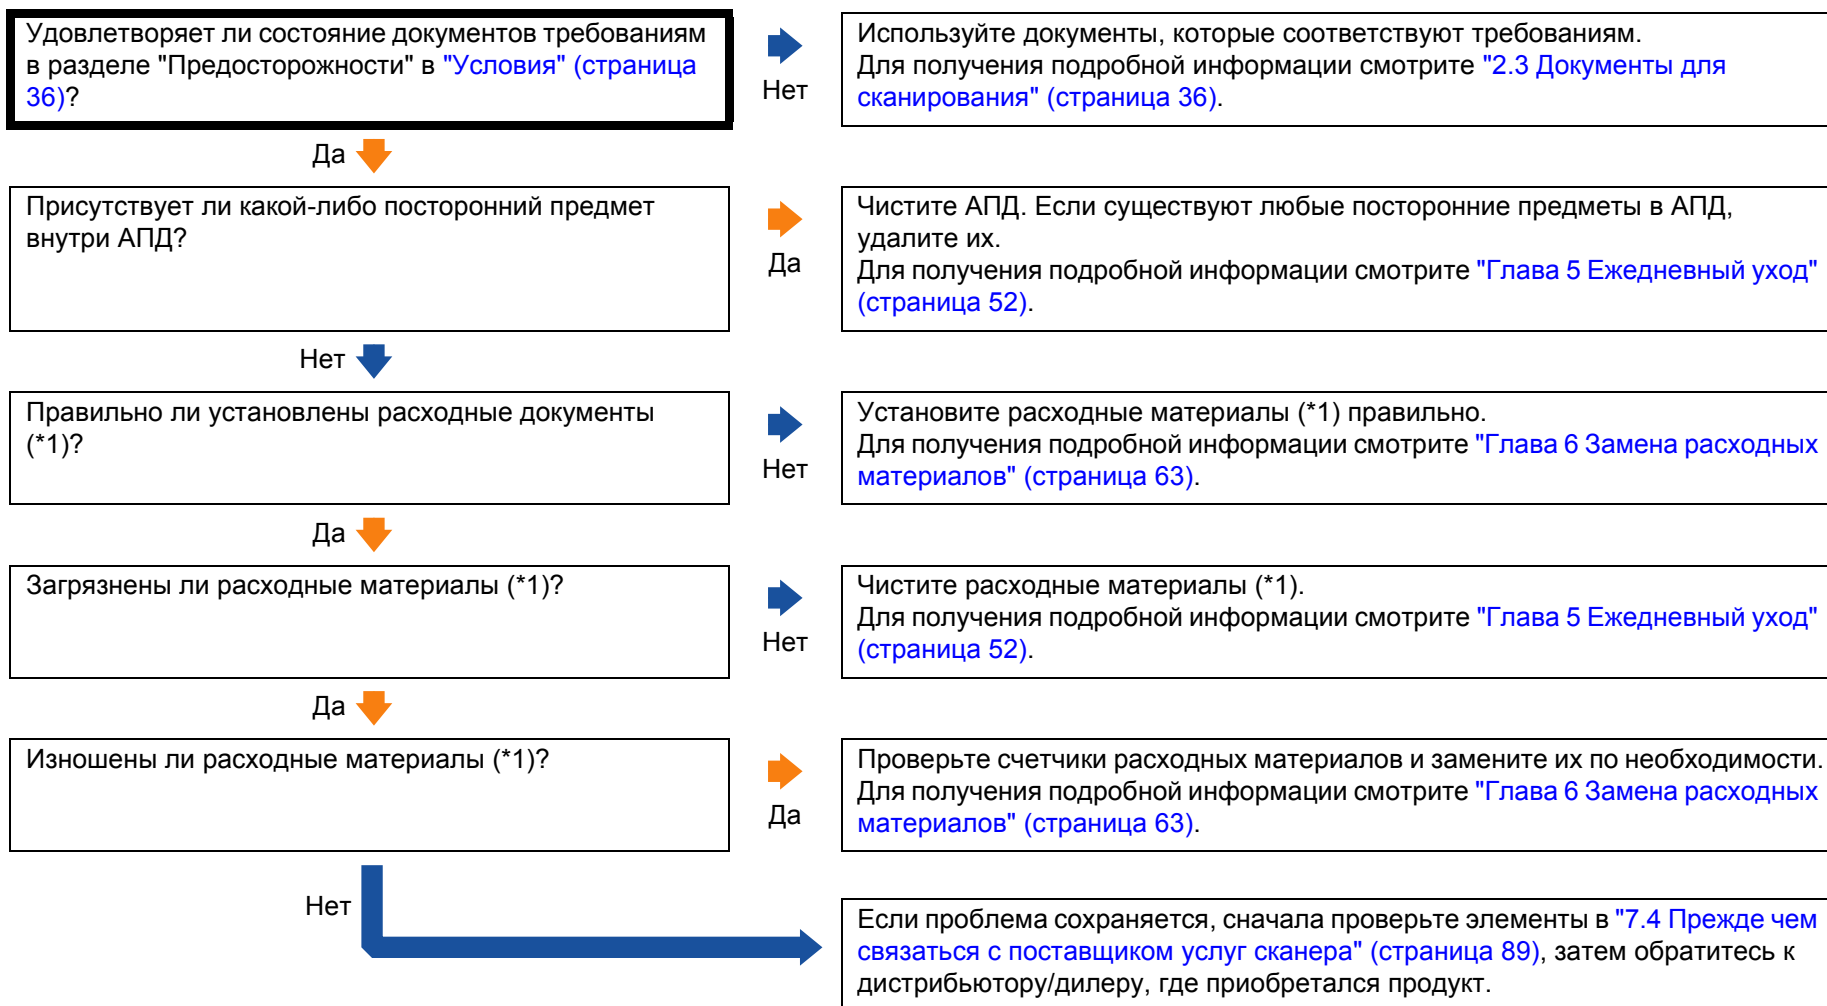 Удовлетворяет ли состояние документов требованиям
в разделе "Предосторожности" в "Условия" (страница
36)?
Нет
Используйте документы, которые соответствуют требованиям.
Для получения подробной информации смотрите "2.3 Документы для
сканирования" (страница 36).
Да
Присутствует ли какой-либо посторонний предмет
внутри АПД?
Да
Чистите АПД. Если существуют любые посторонние предметы в АПД,
удалите их.
Для получения подробной информации смотрите "Глава 5 Ежедневный уход"
(страница 52).
Нет
Правильно ли установлены расходные документы
(*1)?
Нет
Установите расходные материалы (*1) правильно.
Для получения подробной информации смотрите "Глава 6 Замена расходных
материалов" (страница 63).
Да
Загрязнены ли расходные материалы (*1)?
Нет
Чистите расходные материалы (*1).
Для получения подробной информации смотрите "Глава 5 Ежедневный уход"
(страница 52).
Да
Изношены ли расходные материалы (*1)?
Да
Проверьте счетчики расходных материалов и замените их по необходимости.
Для получения подробной информации смотрите "Глава 6 Замена расходных
материалов" (страница 63).
Нет
Если проблема сохраняется, сначала проверьте элементы в "7.4 Прежде чем
связаться с поставщиком услуг сканера" (страница 89), затем обратитесь к
дистрибьютору/дилеру, где приобретался продукт.